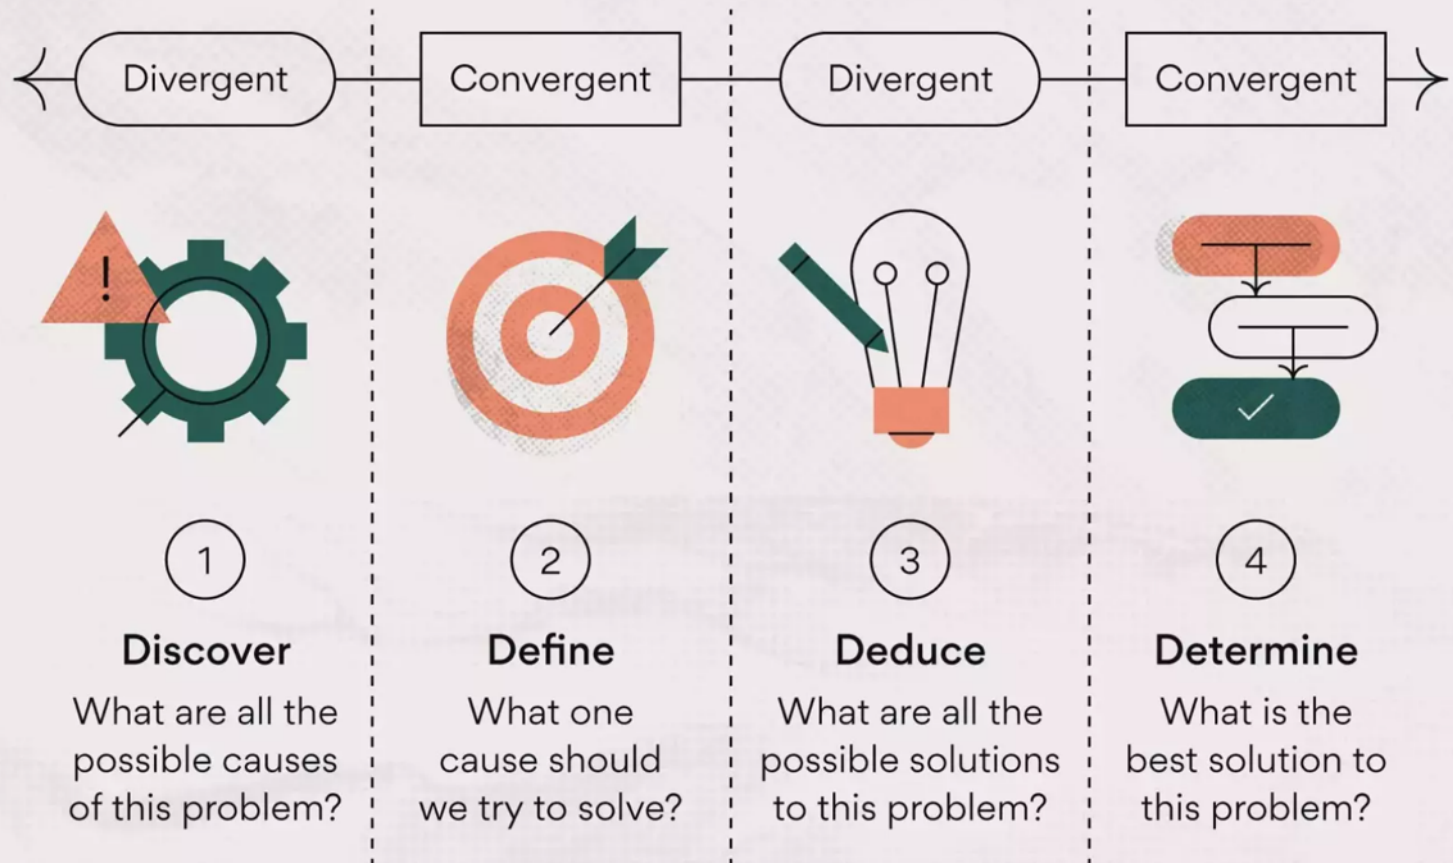 Divergent
Convergent
Divergent
Convergent
!
1
Discover
What are all the
possible causes
of this problem?
2
Define
What one
cause should
we try to solve?
3
Deduce
What are all the
possible solutions
to this problem?
4
Determine
What is the
best solution to
this problem?